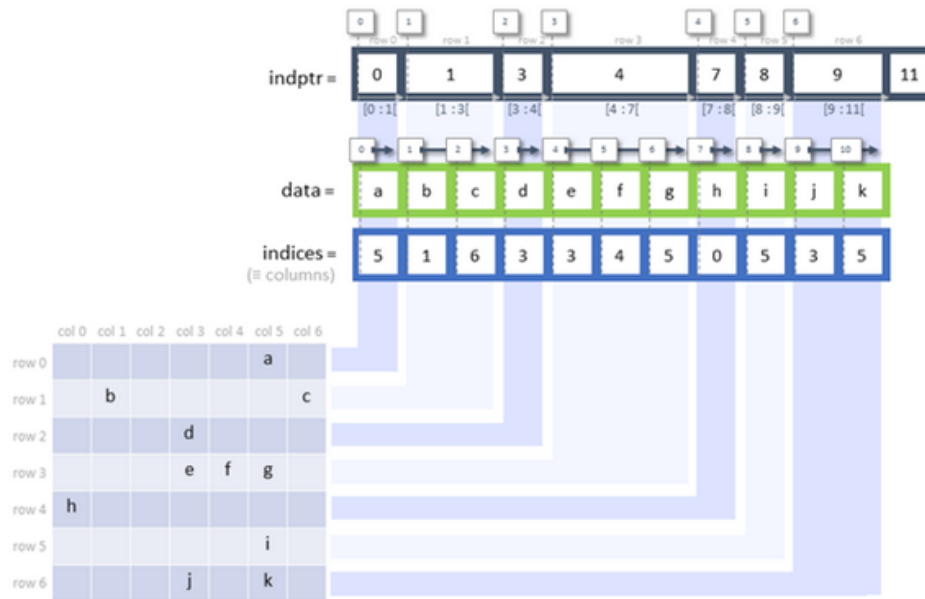 0 1 2 3 4 5 6
row 0 row 1 row 2 row 3 row 4 row 5 row 6
indptr = 0 1 3 4 7 8 9 11
[0 : 1[ [1 : 3[ [3 : 4[ [4 : 7[ [7 : 8[ [8 : 9[ [9 : 11[
0 1 2 3 4 5 6 7 8 9 10
data = a b c d e f g h i j k
indices = 5 1 6 3 3 4 5 0 5 3 5
(≡ columns)
col 0 col 1 col 2 col 3 col 4 col 5 col 6
row 0 a
row 1 b c
row 2 d
row 3 e f g
row 4 h
row 5 i
row 6 j k